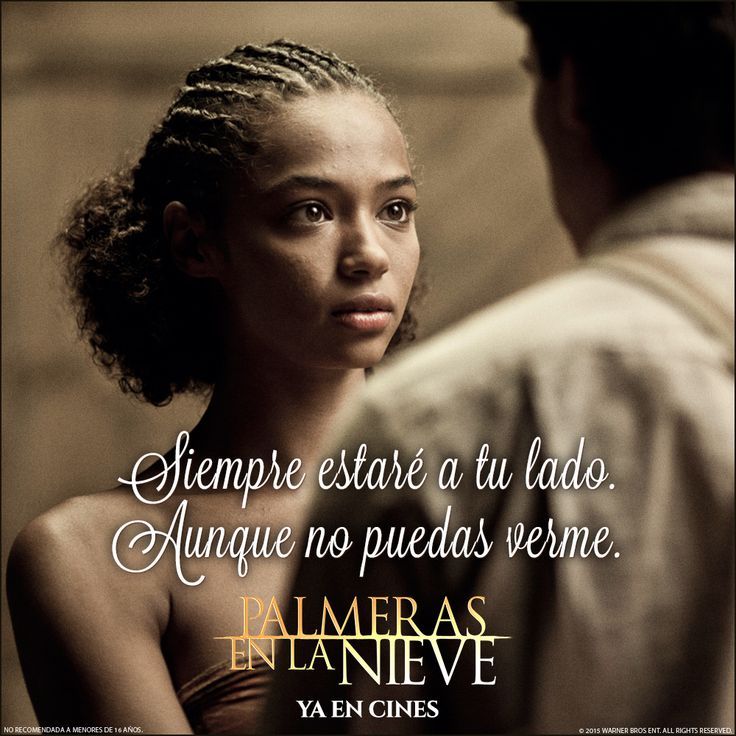 Siempre estaré a tu lado.
Aunque no puedas verme.
PALMERAS
EN LA NIEVE
YA EN CINES
NO RECOMENDADA A MENORES DE 16 AÑOS.
© 2015 WARNER BROS ENT. ALL RIGHTS RESERVED.